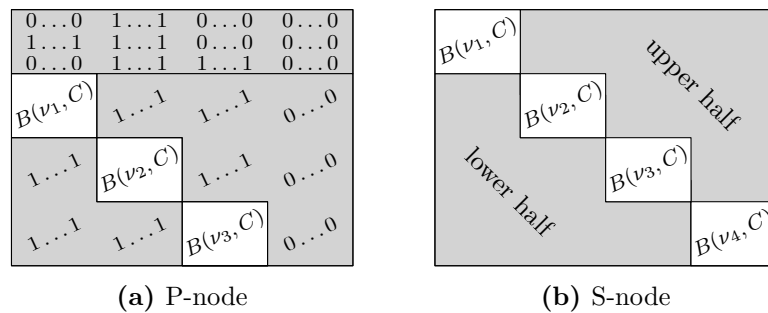 0…0 1…1 0…0 0…0
1…1 1…1 0…0 0…0
0…0 1…1 1…1 0…0
B(ν₁, C) 1…1 1…1 0…0
1…1 B(ν₂, C) 1…1 0…0
1…1 1…1 B(ν₃, C) 0…0
(a) P-node
B(ν₁, C)
upper half
B(ν₂, C)
lower half
B(ν₃, C)
B(ν₄, C)
(b) S-node